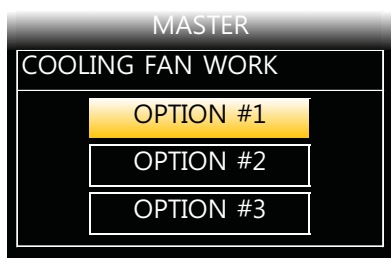 MASTER
COOLING FAN WORK
OPTION #1
OPTION #2
OPTION #3